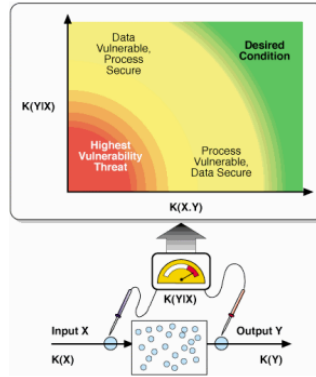 Data
Vulnerable,
Process
Secure
Desired
Condition
K(Y|X)
Highest
Vulnerability
Threat
Process
Vulnerable,
Data Secure
K(X.Y)
K(Y|X)
Input X
Output Y
K(X)
K(Y)